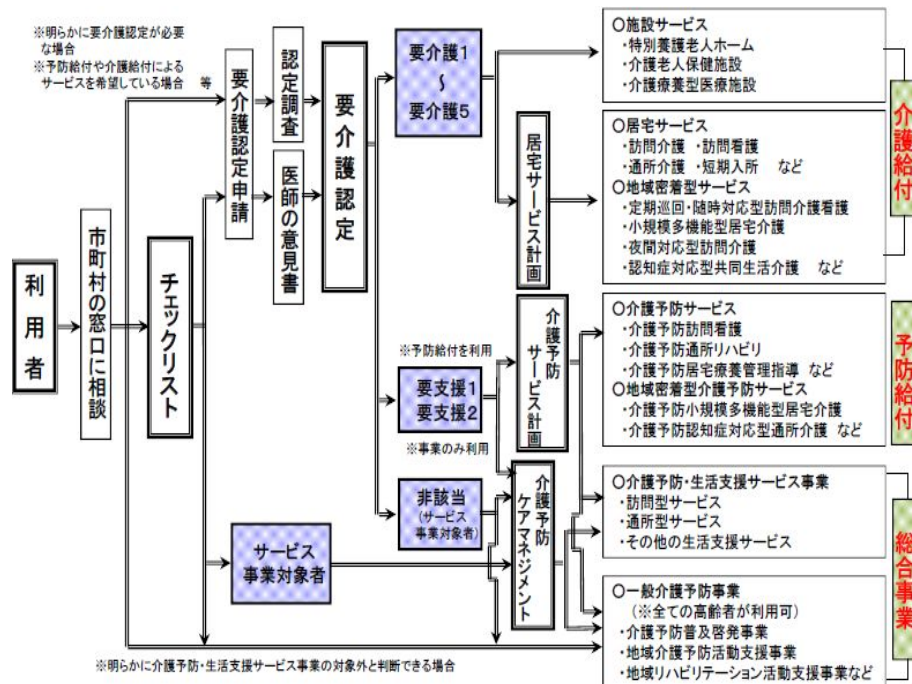 ※明らかに要介護認定が必要
な場合
※予防給付や介護給付による
サービスを希望している場合　等
利用者
市町村の窓口に相談
チェックリスト
要介護認定申請
認定調査
医師の意見書
要介護認定
要介護1
～
要介護5
居宅サービス計画
○施設サービス
・特別養護老人ホーム
・介護老人保健施設
・介護療養型医療施設
○居宅サービス
・訪問介護 ・訪問看護
・通所介護 ・短期入所　など
○地域密着型サービス
・定期巡回・随時対応型訪問介護看護
・小規模多機能型居宅介護
・夜間対応型訪問介護
・認知症対応型共同生活介護　など
介護給付
※予防給付を利用
要支援1
要支援2
※事業のみ利用
介護予防
サービス計画
○介護予防サービス
・介護予防訪問看護
・介護予防通所リハビリ
・介護予防居宅療養管理指導 など
○地域密着型介護予防サービス
・介護予防小規模多機能型居宅介護
・介護予防認知症対応型通所介護 など
予防給付
非該当
(サービス
事業対象者)
サービス
事業対象者
介護予防
ケアマネジメント
○介護予防・生活支援サービス事業
・訪問型サービス
・通所型サービス
・その他の生活支援サービス
○一般介護予防事業
(※全ての高齢者が利用可)
・介護予防普及啓発事業
・地域介護予防活動支援事業
・地域リハビリテーション活動支援事業など
総合事業
※明らかに介護予防・生活支援サービス事業の対象外と判断できる場合